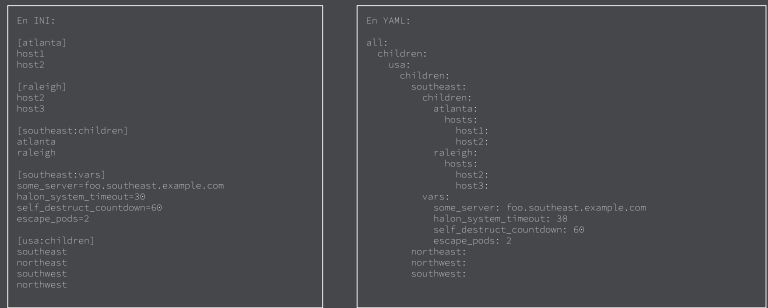 En INI:

[atlanta]
host1
host2

[raleigh]
host2
host3

[southeast:children]
atlanta
raleigh

[southeast:vars]
some_server=foo.southeast.example.com
halon_system_timeout=30
self_destruct_countdown=60
escape_pods=2

[usa:children]
southeast
northeast
southwest
northwest

En YAML:

all:
  children:
    usa:
      children:
        southeast:
          children:
            atlanta:
              hosts:
                host1:
                host2:
            raleigh:
              hosts:
                host2:
                host3:
          vars:
            some_server: foo.southeast.example.com
            halon_system_timeout: 30
            self_destruct_countdown: 60
            escape_pods: 2
        northeast:
        northwest:
        southwest: